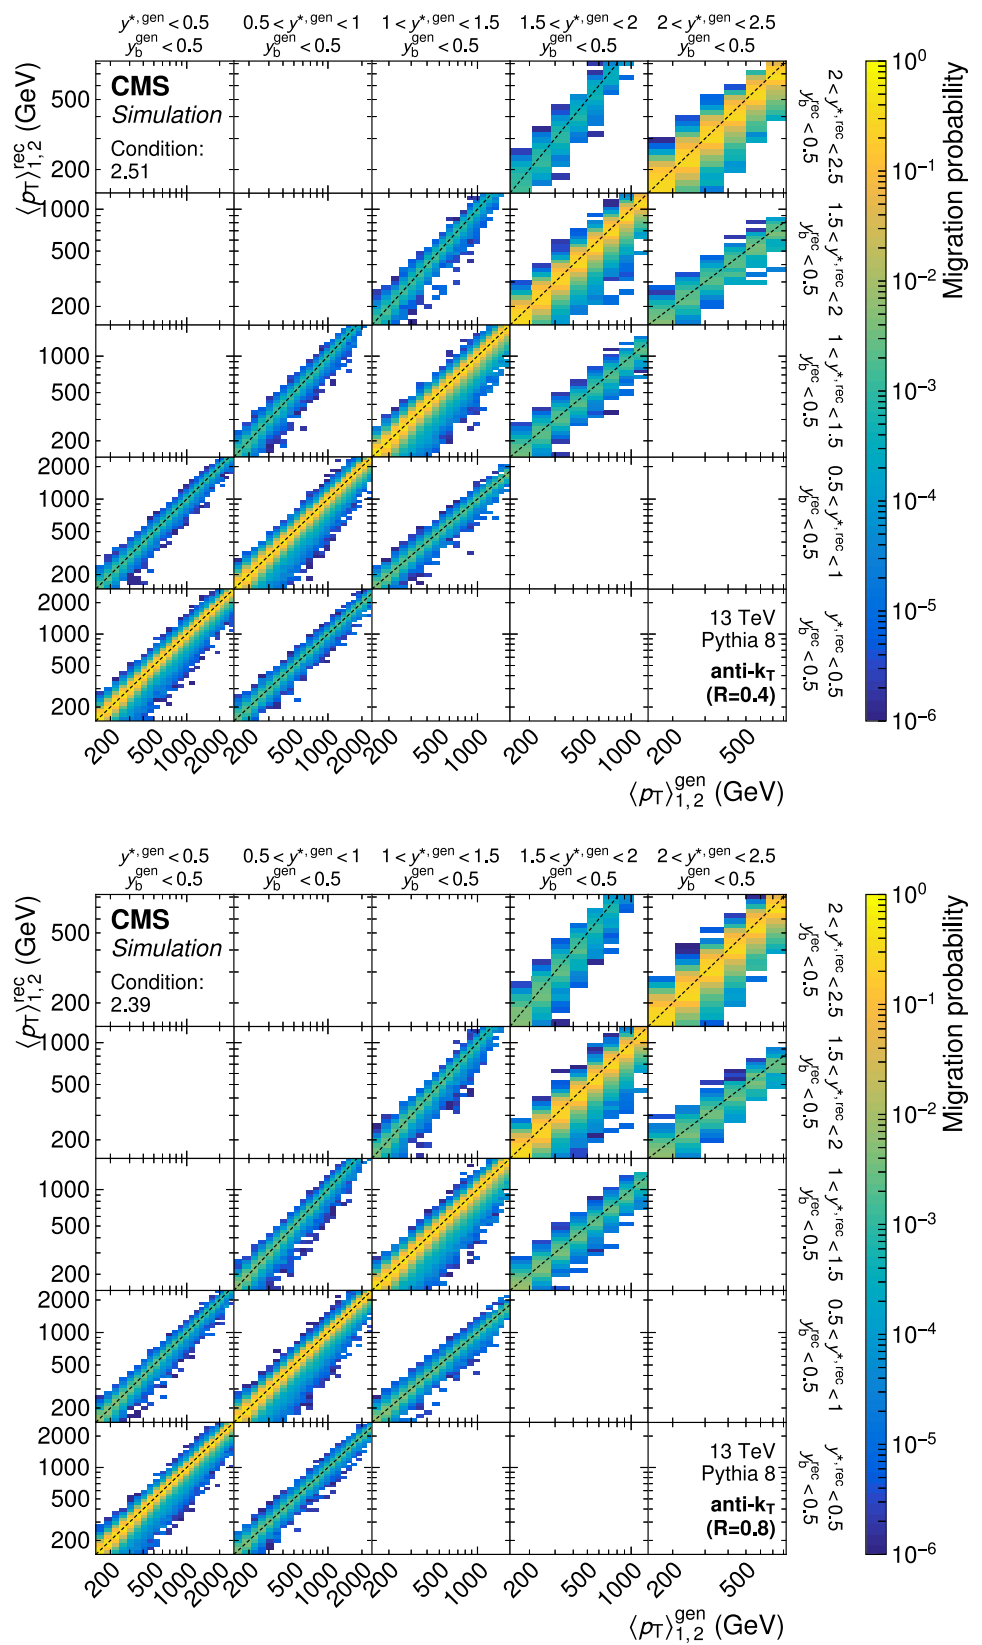 y*,gen < 0.5 0.5 < y*,gen < 1 1 < y*,gen < 1.5 1.5 < y*,gen < 2 2 < y*,gen < 2.5
y_b^gen < 0.5 y_b^gen < 0.5 y_b^gen < 0.5 y_b^gen < 0.5 y_b^gen < 0.5
⟨p_T⟩_{1,2}^rec (GeV)
CMS
Simulation
Condition:
2.51
500
200
2 < y*,rec < 2.5
y_b^rec < 0.5
1000
500
200
1.5 < y*,rec < 2
y_b^rec < 0.5
1000
500
200
1 < y*,rec < 1.5
y_b^rec < 0.5
2000
1000
500
200
0.5 < y*,rec < 1
y_b^rec < 0.5
2000
1000
500
200
y*,rec < 0.5
y_b^rec < 0.5
13 TeV
Pythia 8
anti-k_T
(R=0.4)
200 500 1000 2000 200 500 1000 2000 200 500 1000 200 500 1000 200 500
⟨p_T⟩_{1,2}^gen (GeV)
10^0
10^−1
10^−2
10^−3
10^−4
10^−5
10^−6
Migration probability
y*,gen < 0.5 0.5 < y*,gen < 1 1 < y*,gen < 1.5 1.5 < y*,gen < 2 2 < y*,gen < 2.5
y_b^gen < 0.5 y_b^gen < 0.5 y_b^gen < 0.5 y_b^gen < 0.5 y_b^gen < 0.5
⟨p_T⟩_{1,2}^rec (GeV)
CMS
Simulation
Condition:
2.39
500
200
2 < y*,rec < 2.5
y_b^rec < 0.5
1000
500
200
1.5 < y*,rec < 2
y_b^rec < 0.5
1000
500
200
1 < y*,rec < 1.5
y_b^rec < 0.5
2000
1000
500
200
0.5 < y*,rec < 1
y_b^rec < 0.5
2000
1000
500
200
y*,rec < 0.5
y_b^rec < 0.5
13 TeV
Pythia 8
anti-k_T
(R=0.8)
200 500 1000 2000 200 500 1000 2000 200 500 1000 200 500 1000 200 500
⟨p_T⟩_{1,2}^gen (GeV)
10^0
10^−1
10^−2
10^−3
10^−4
10^−5
10^−6
Migration probability